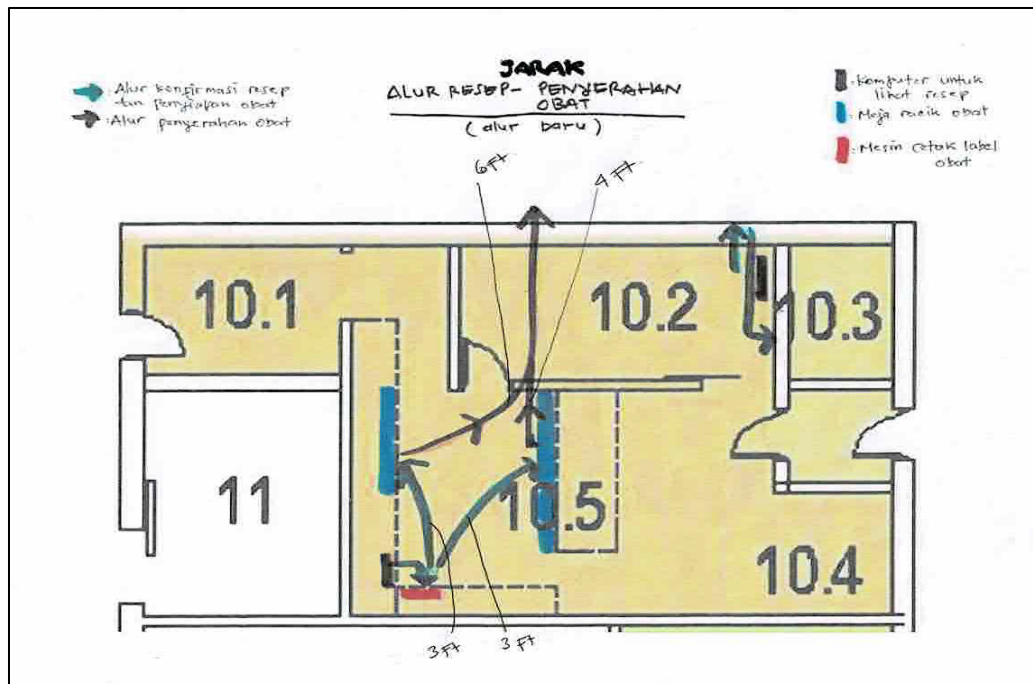 JARAK
ALUR RESEP - PENYERAHAN
OBAT
(alur baru)
: Alur konfirmasi resep
dan penyiapan obat
: Alur penyerahan obat
: Komputer untuk
lihat resep
: Meja racik obat
: Mesin cetak label
obat
6 Ft
4 Ft
10.1
10.2
10.3
11
10.5
10.4
3 Ft
3 Ft